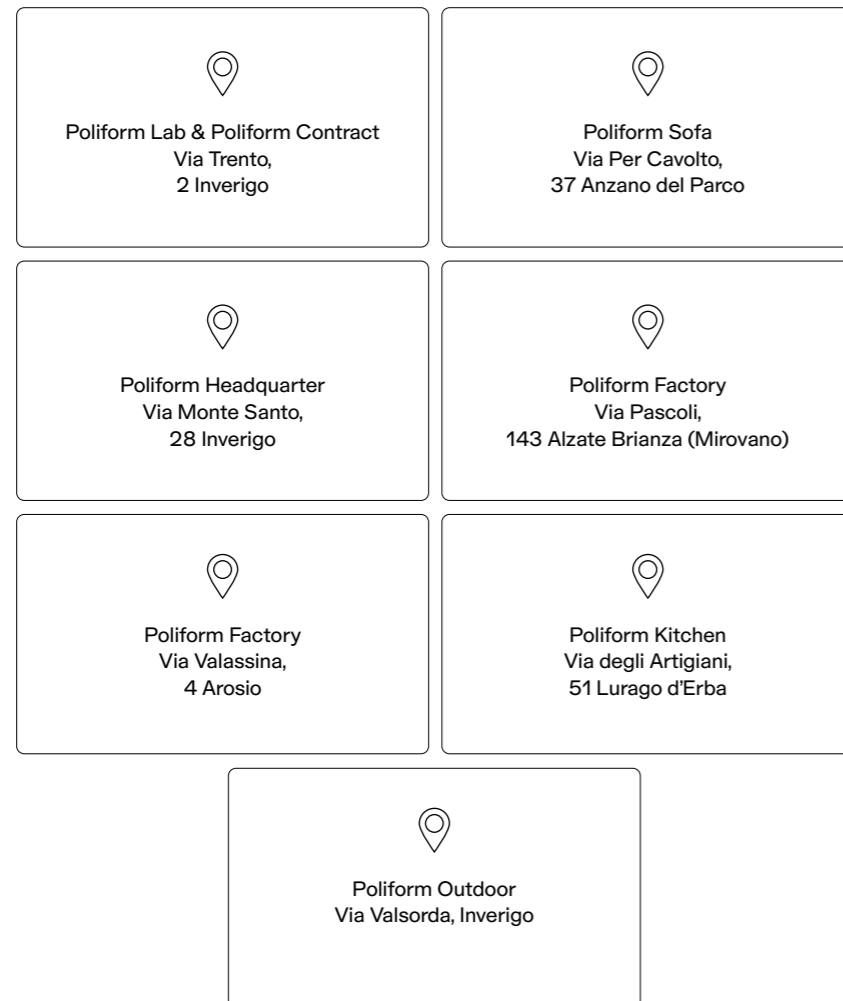 Poliform Lab & Poliform Contract
Via Trento,
2 Inverigo
Poliform Sofa
Via Per Cavolto,
37 Anzano del Parco
Poliform Headquarter
Via Monte Santo,
28 Inverigo
Poliform Factory
Via Pascoli,
143 Alzate Brianza (Mirovano)
Poliform Factory
Via Valassina,
4 Arosio
Poliform Kitchen
Via degli Artigiani,
51 Lurago d’Erba
Poliform Outdoor
Via Valsorda, Inverigo